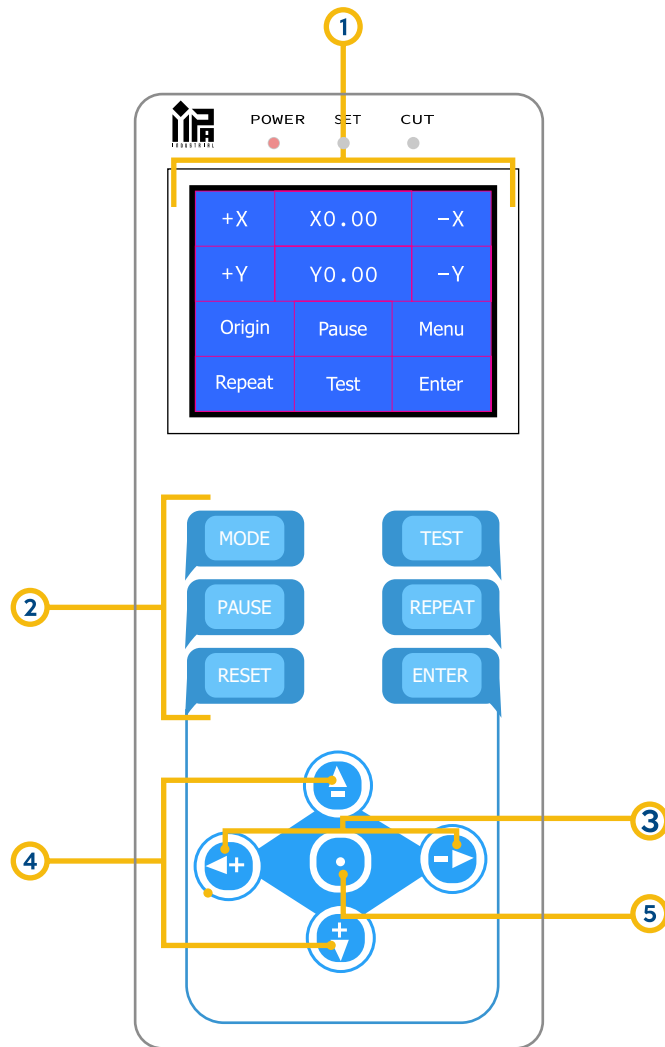 1
POWER SET CUT
INDUSTRIAL
+X X0.00 -X
+Y Y0.00 -Y
Origin Pause Menu
Repeat Test Enter
MODE TEST
2
PAUSE REPEAT
RESET ENTER
-
3
4
+ -
5
+